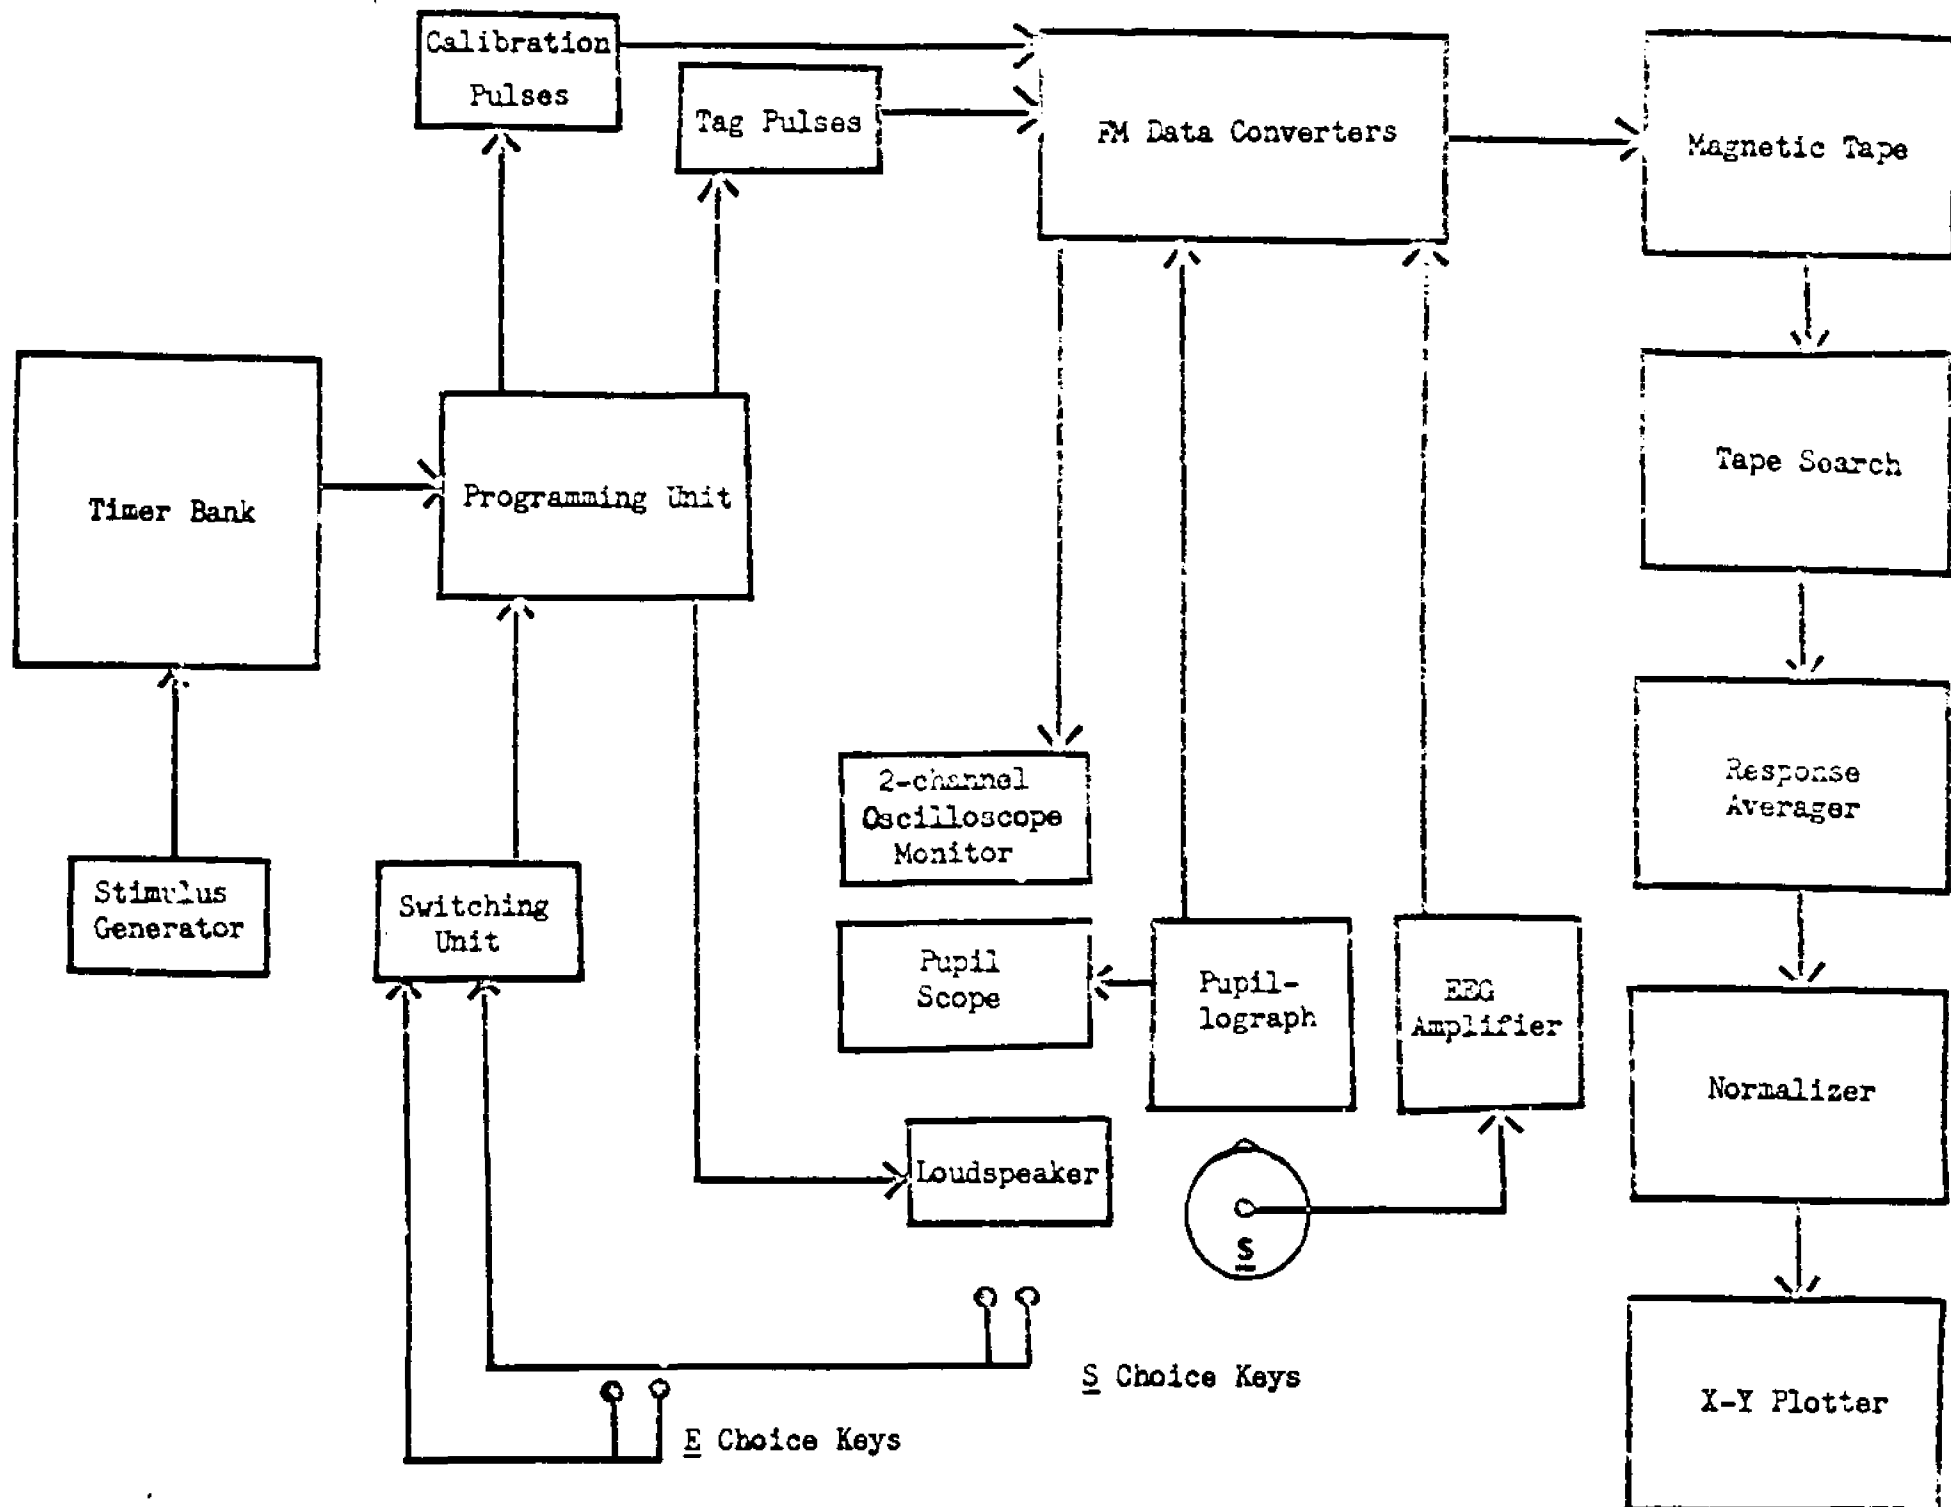 Calibration
Pulses
Tag Pulses
FM Data Converters
Magnetic Tape
Timer Bank
Programming Unit
Tape Search
2-channel
Oscilloscope
Monitor
Response
Averager
Stimulus
Generator
Switching
Unit
Pupil
Scope
Pupil-
lograph
EEG
Amplifier
Normalizer
Loudspeaker
S
S Choice Keys
E Choice Keys
X-Y Plotter